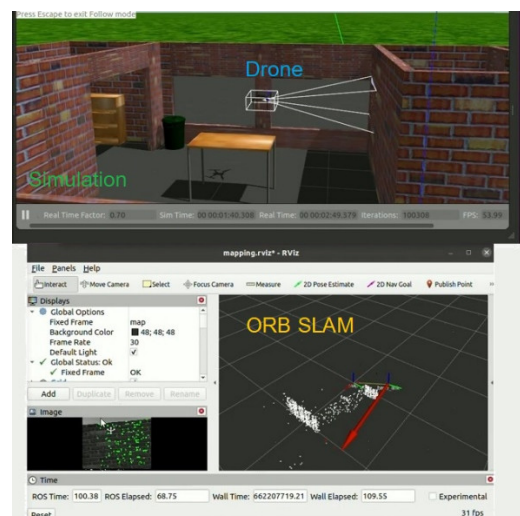 Press Escape to exit Follow mode
Drone
Simulation
Real Time Factor: 0.70 Sim Time: 00 00:01:40.308 Real Time: 00 00:02:49.579 Iterations: 100308 FPS: 53.99
mapping.rviz* - RViz
File Panels Help
Interact Move Camera Select Focus Camera Measure 2D Pose Estimate 2D Nav Goal Publish Point
Displays
Global Options
Fixed Frame map
Background Color 48; 48; 48
Frame Rate 30
Default Light
Global Status: Ok
Fixed Frame OK
Add Duplicate Remove Rename
ORB SLAM
Image
Time
ROS Time: 100.38 ROS Elapsed: 68.75 Wall Time: 662207719.21 Wall Elapsed: 109.55 Experimental
Reset 31 fps